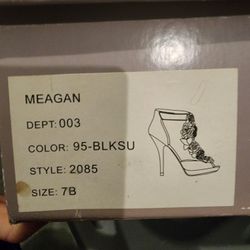 MEAGAN
DEPT: 003
COLOR: 95-BLKSU
STYLE: 2085
SIZE: 7B